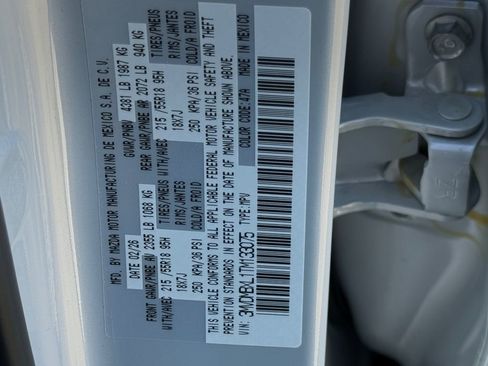 MFD. BY MAZDA MOTOR MANUFACTURING DE MEXICO S.A. DE C.V.
DATE: 02/26 GVWR/PNBV 4381 LB 1987 KG
FRONT GAWR/PNBE AV 2355 LB 1068 KG REAR GAWR/PNBE AR 2072 LB 940 KG
WITH/AVEC 215/55R18 95H TIRES/PNEUS WITH/AVEC 215/55R18 95H TIRES/PNEUS
18X7J RIMS/JANTES 18X7J RIMS/JANTES
250 KPA/36 PSI COLD/A FROID 250 KPA/36 PSI COLD/A FROID
THIS VEHICLE CONFORMS TO ALL APPLICABLE FEDERAL MOTOR VEHICLE SAFETY AND THEFT
PREVENTION STANDARDS IN EFFECT ON THE DATE OF MANUFACTURE SHOWN ABOVE.
VIN: TYPE: MPV COLOR CODE: 47A MADE IN MEXICO